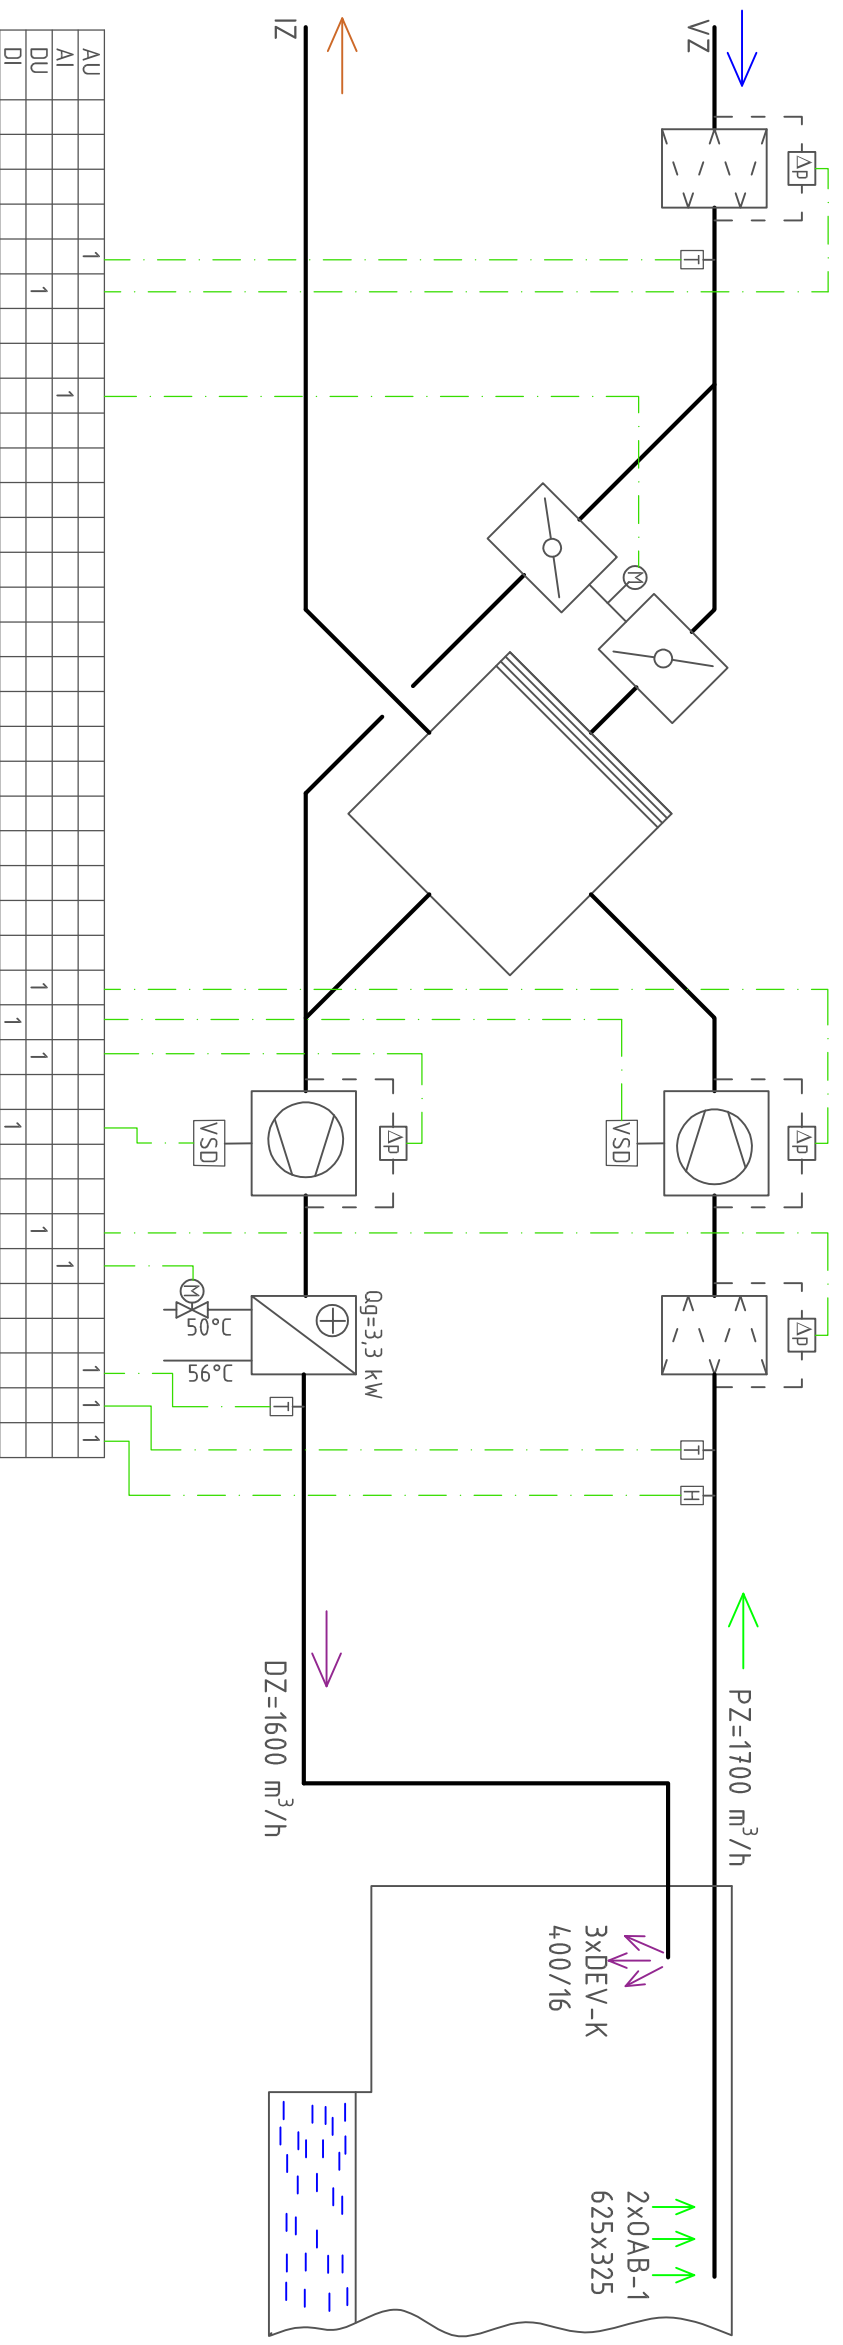 Δp
Δp
Δp
PZ=1700 m³/h
VZ
T
T
H
M
VSD
2xOAB-1
625x325
3xDEV-K
400/16
Δp
Qg=3,3 kW
IZ
DZ=1600 m³/h
T
VSD
M
50°C
56°C
AU 1 1 1 1
AI 1 1
DU 1 1 1 1
DI 1 1